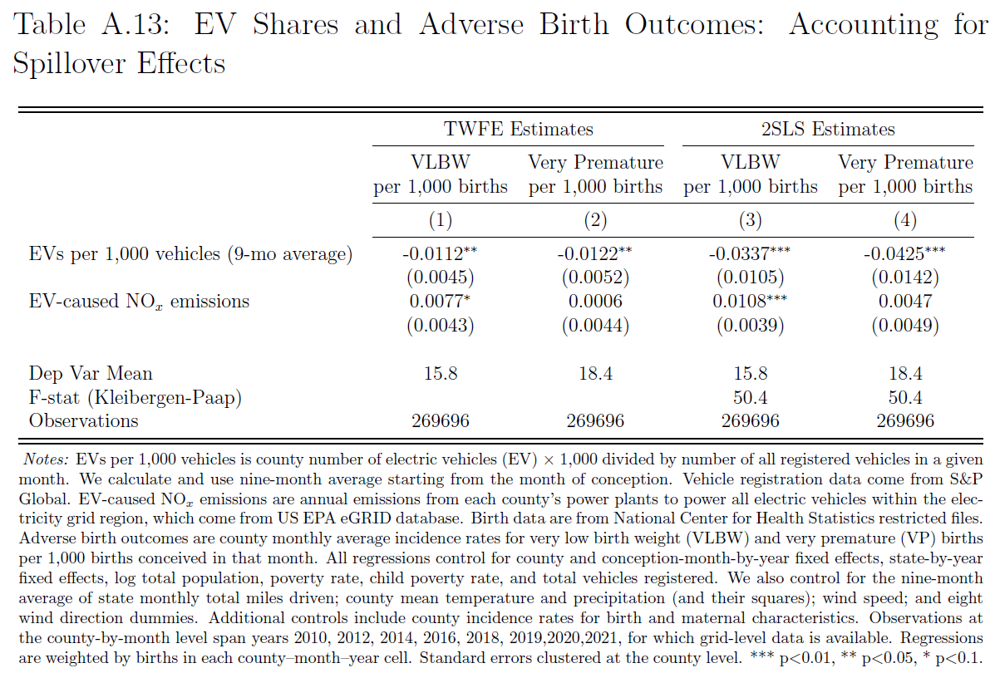 Table A.13: EV Shares and Adverse Birth Outcomes: Accounting for
Spillover Effects
TWFE Estimates 2SLS Estimates
VLBW Very Premature VLBW Very Premature
per 1,000 births per 1,000 births per 1,000 births per 1,000 births
(1) (2) (3) (4)
EVs per 1,000 vehicles (9-mo average) -0.0112** -0.0122** -0.0337*** -0.0425***
(0.0045) (0.0052) (0.0105) (0.0142)
EV-caused NOx emissions 0.0077* 0.0006 0.0108*** 0.0047
(0.0043) (0.0044) (0.0039) (0.0049)
Dep Var Mean 15.8 18.4 15.8 18.4
F-stat (Kleibergen-Paap) 50.4 50.4
Observations 269696 269696 269696 269696
Notes: EVs per 1,000 vehicles is county number of electric vehicles (EV) × 1,000 divided by number of all registered vehicles in a given
month. We calculate and use nine-month average starting from the month of conception. Vehicle registration data come from S&P
Global. EV-caused NOx emissions are annual emissions from each county's power plants to power all electric vehicles within the elec-
tricity grid region, which come from US EPA eGRID database. Birth data are from National Center for Health Statistics restricted files.
Adverse birth outcomes are county monthly average incidence rates for very low birth weight (VLBW) and very premature (VP) births
per 1,000 births conceived in that month. All regressions control for county and conception-month-by-year fixed effects, state-by-year
fixed effects, log total population, poverty rate, child poverty rate, and total vehicles registered. We also control for the nine-month
average of state monthly total miles driven; county mean temperature and precipitation (and their squares); wind speed; and eight
wind direction dummies. Additional controls include county incidence rates for birth and maternal characteristics. Observations at
the county-by-month level span years 2010, 2012, 2014, 2016, 2018, 2019,2020,2021, for which grid-level data is available. Regressions
are weighted by births in each county–month–year cell. Standard errors clustered at the county level. *** p<0.01, ** p<0.05, * p<0.1.